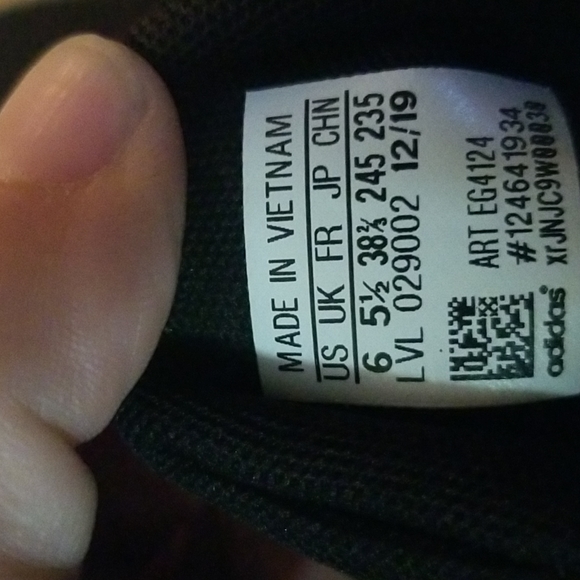 MADE IN VIETNAM
US UK FR JP CHN
6 5½ 38⅔ 245 235
LVL 029002 12/19
ART EG4124
#124641934
XFJNJC9W00030
adidas®